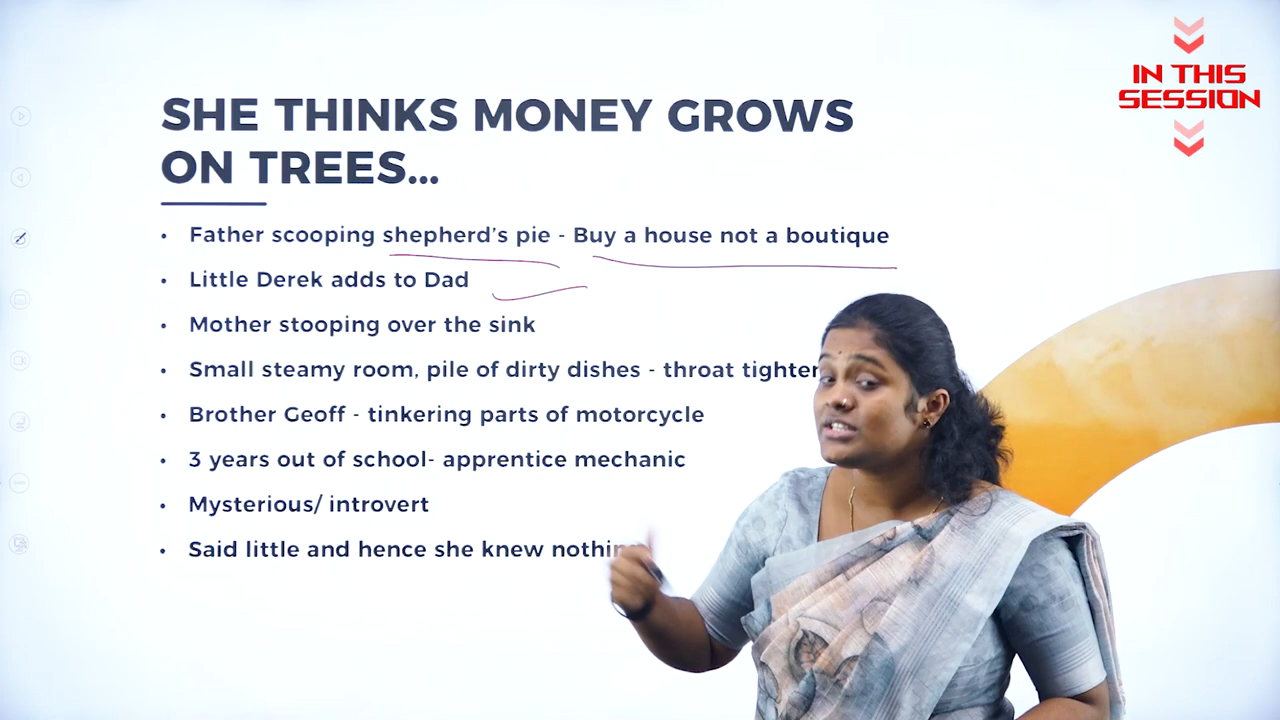 IN THIS
SESSION
SHE THINKS MONEY GROWS
ON TREES...
• Father scooping shepherd's pie - Buy a house not a boutique
• Little Derek adds to Dad
• Mother stooping over the sink
• Small steamy room, pile of dirty dishes - throat
• Brother Geoff - tinkering parts of motorcycle
• 3 years out of school- apprentice mechanic
• Mysterious/ introvert
• Said little and hence she knew